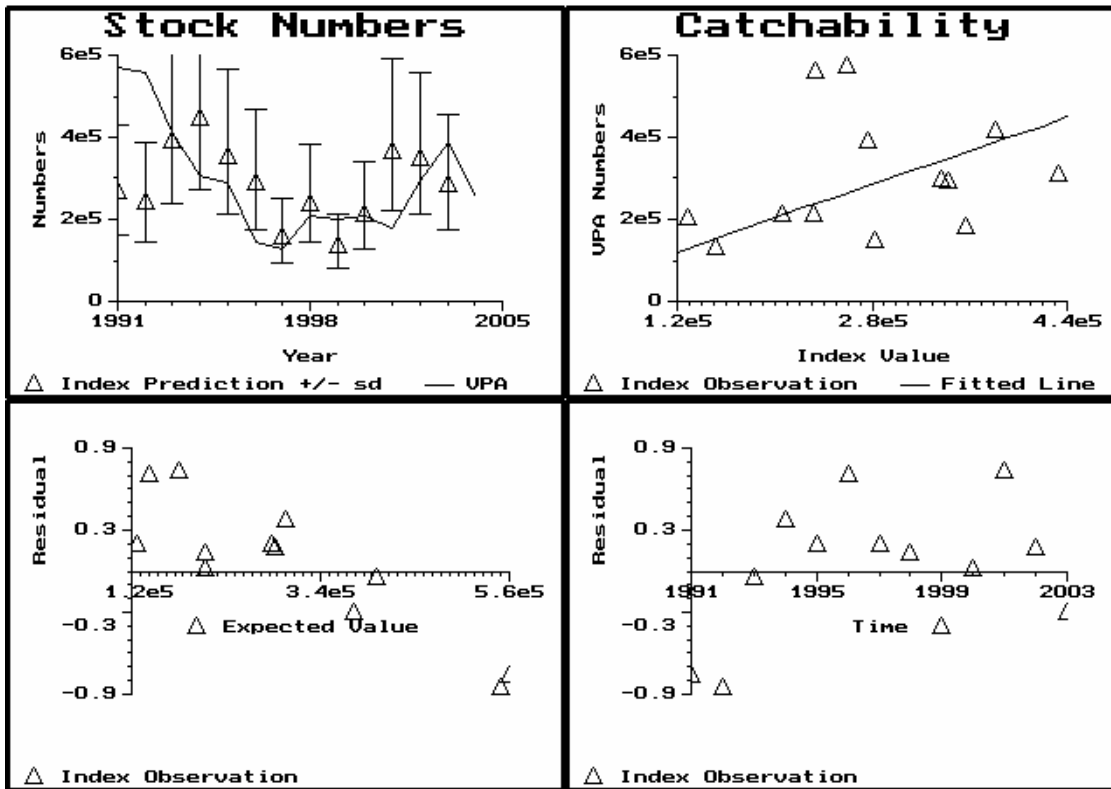 Stock Numbers
6e5
4e5
2e5
0
Numbers
1991 1998 2005
Year
Index Prediction +/- sd VPA
Catchability
6e5
4e5
2e5
0
VPA Numbers
1.2e5 2.8e5 4.4e5
Index Value
Index Observation Fitted Line
0.9
0.3
-0.3
-0.9
Residual
1.2e5 3.4e5 5.6e5
Expected Value
Index Observation
0.9
0.3
-0.3
-0.9
Residual
1991 1995 1999 2003
Time
Index Observation